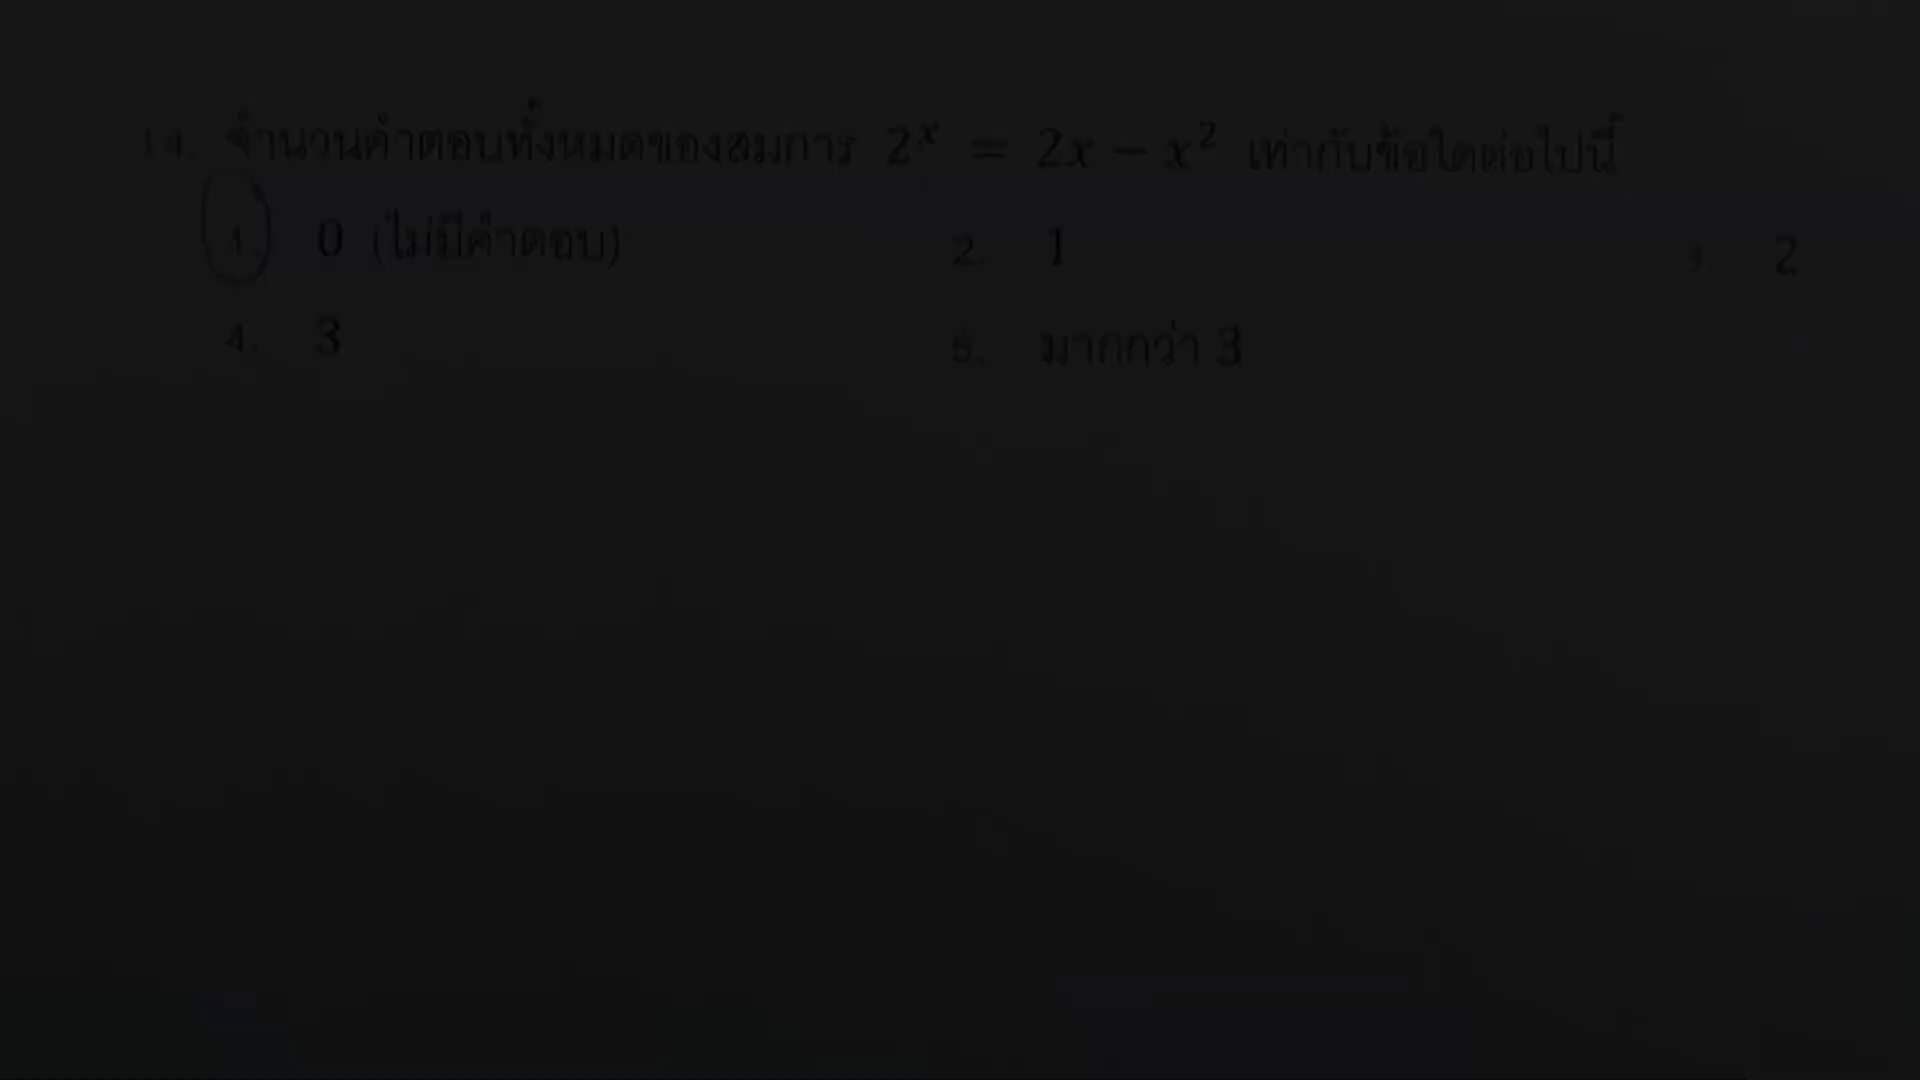 14. จำนวนคำตอบทั้งหมดของสมการ 2ˣ = 2x − x² เท่ากับข้อใดต่อไปนี้
1. 0 (ไม่มีคำตอบ) 2. 1 3. 2
4. 3 5. มากกว่า 3